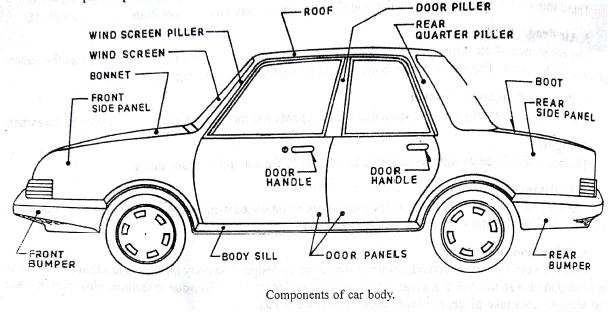 ROOF
DOOR PILLER
REAR
QUARTER PILLER
WIND SCREEN PILLER
WIND SCREEN
BONNET
FRONT
SIDE PANEL
BOOT
REAR
SIDE PANEL
DOOR
HANDLE
DOOR
HANDLE
FRONT
BUMPER
BODY SILL
DOOR PANELS
REAR
BUMPER
Components of car body.